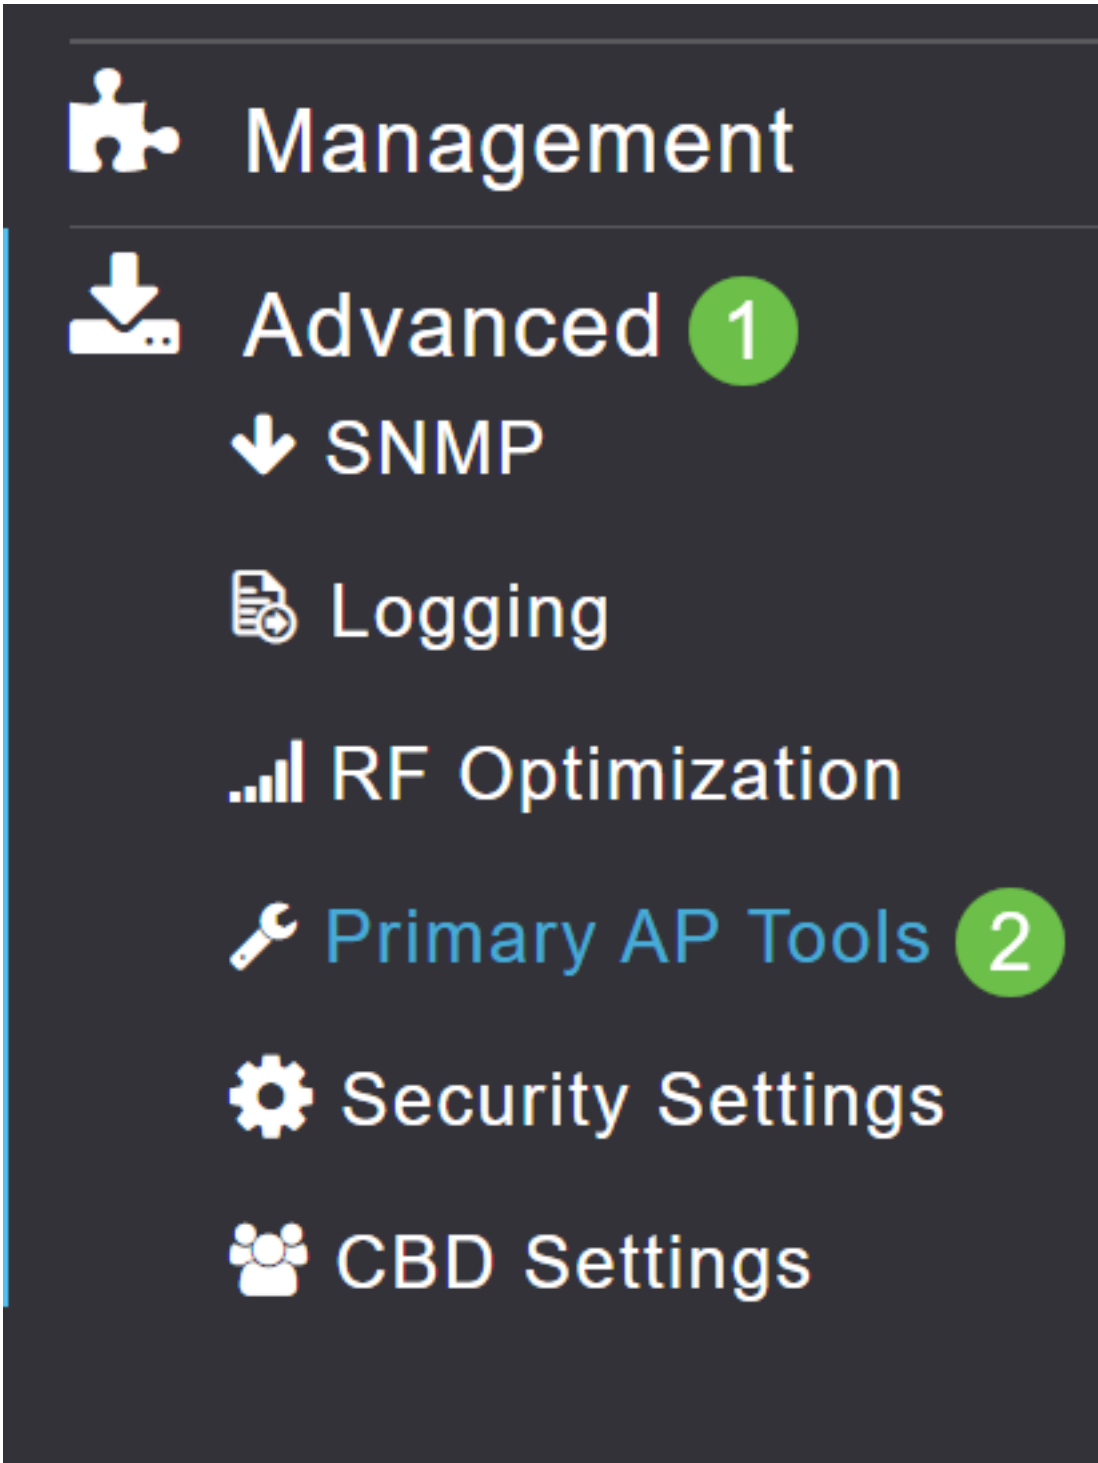 Management
Advanced 1
SNMP
Logging
RF Optimization
Primary AP Tools 2
Security Settings
CBD Settings